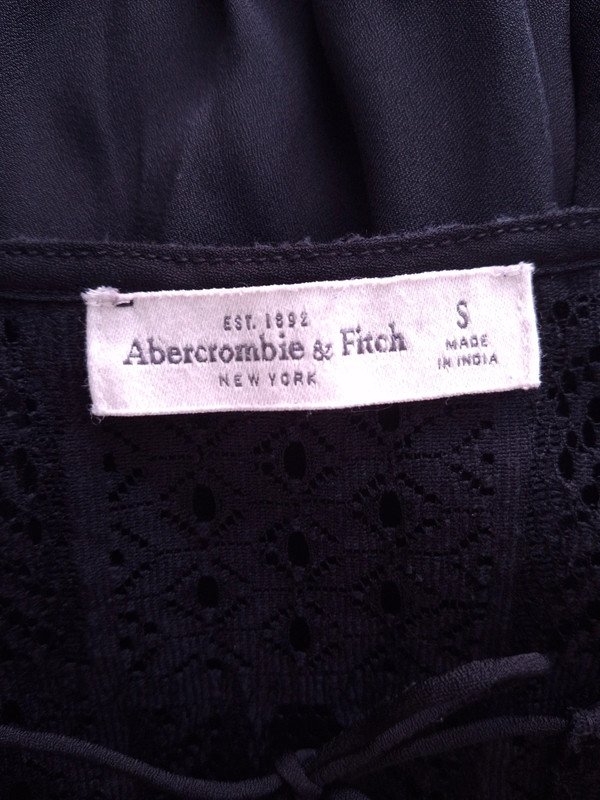 EST. 1892
Abercrombie & Fitch
NEW YORK
S
MADE
IN INDIA